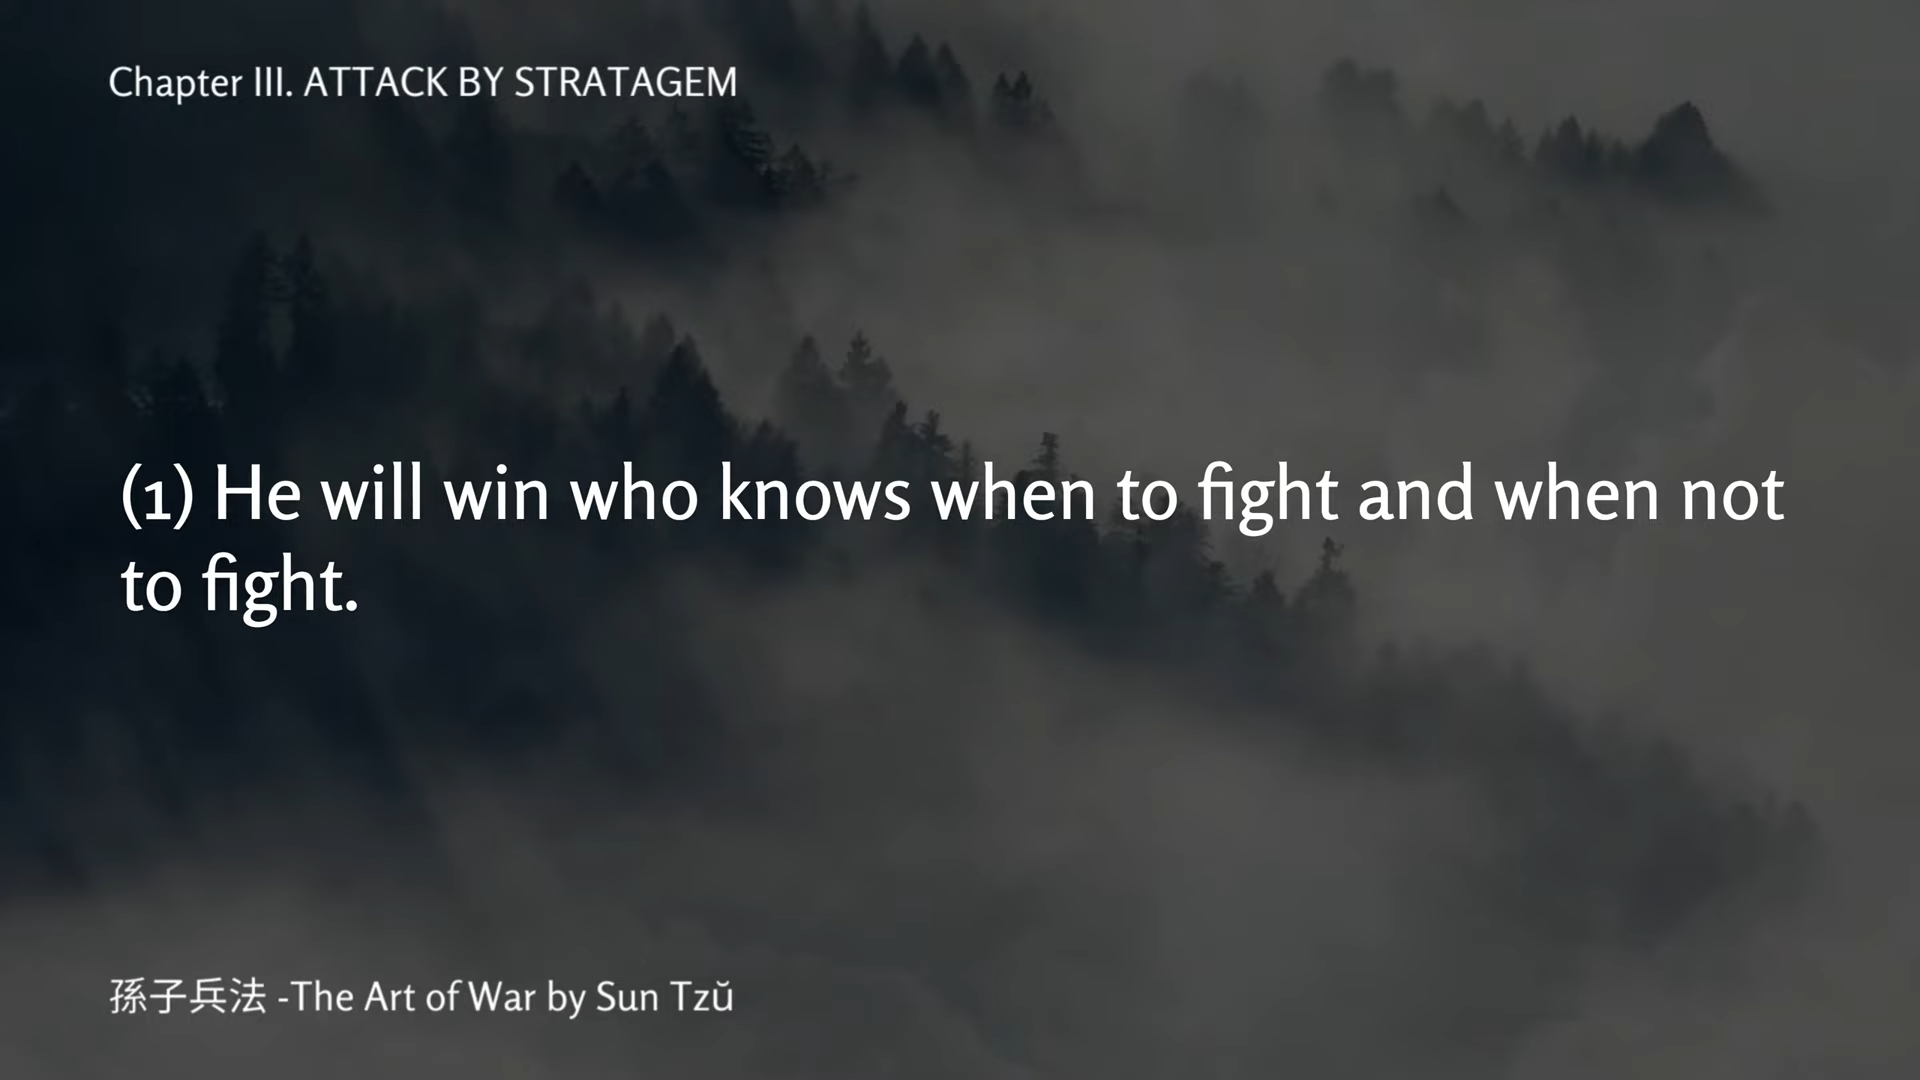 Chapter III. ATTACK BY STRATAGEM
(1) He will win who knows when to fight and when not
to fight.
孫子兵法 -The Art of War by Sun Tzŭ